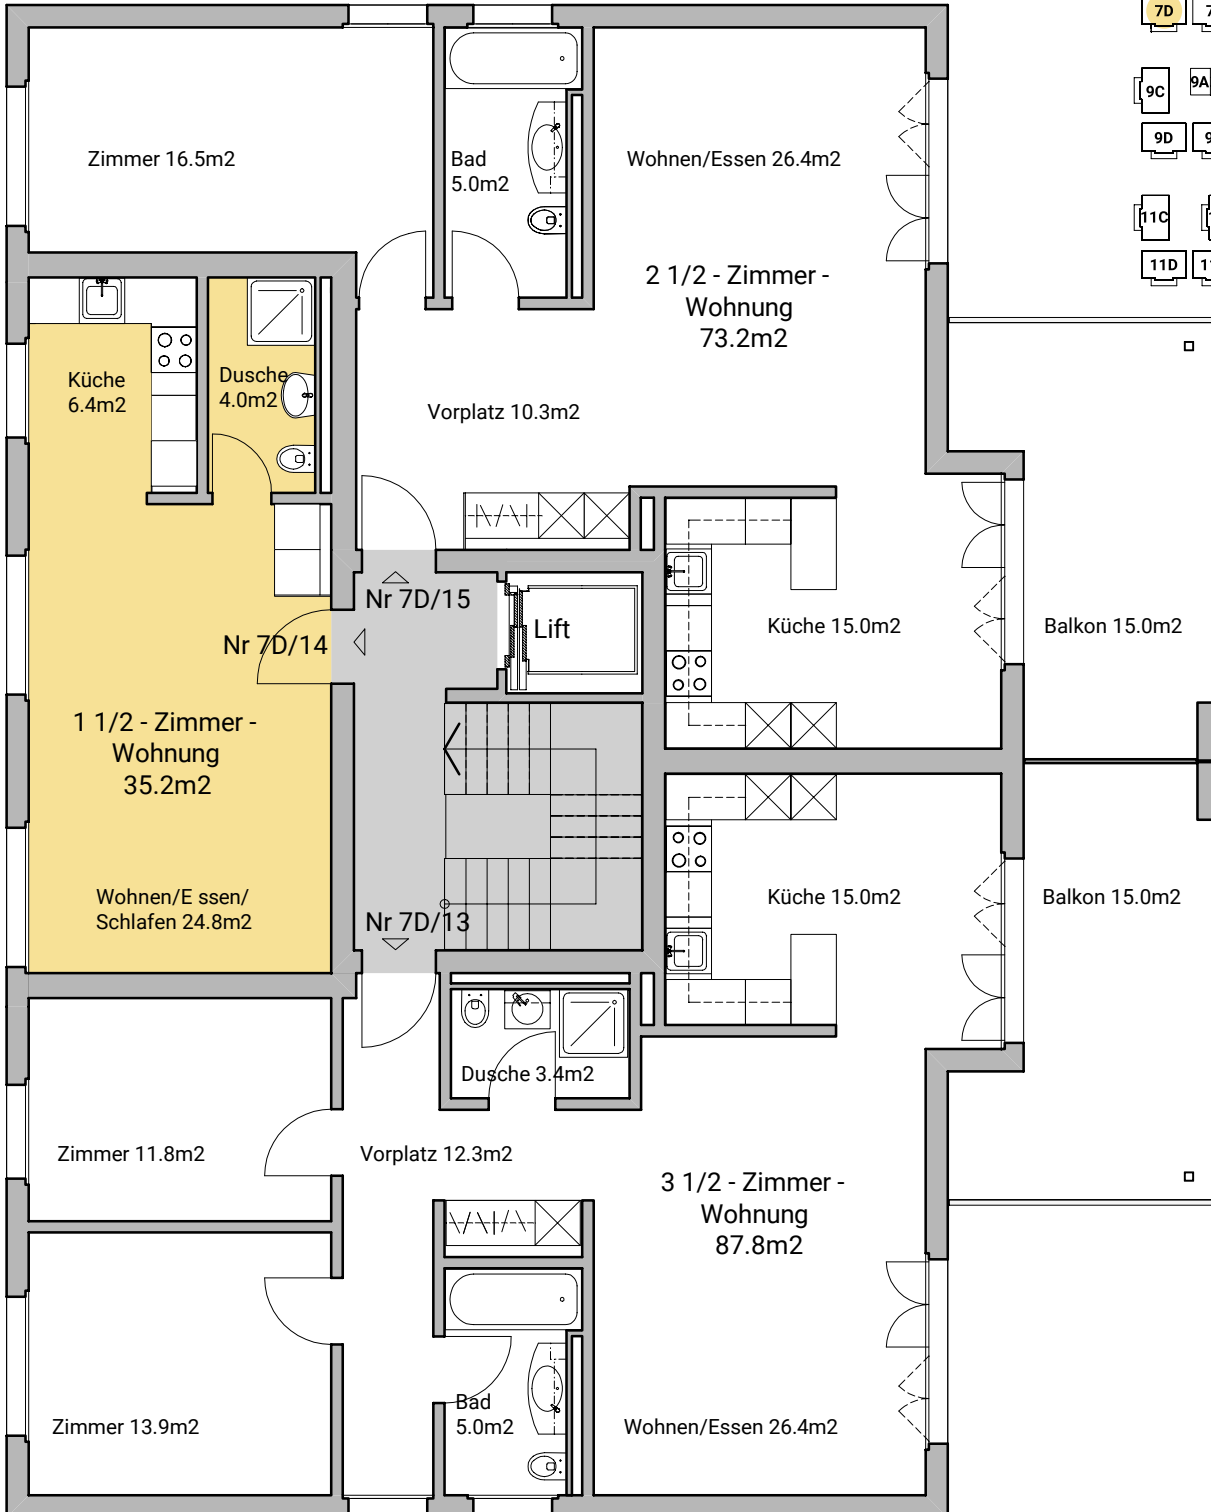 7D
7
9C
9A
9D
9
11C
11D
11
Zimmer 16.5m2
Bad
5.0m2
Wohnen/Essen 26.4m2
2 1/2 - Zimmer -
Wohnung
73.2m2
Küche
6.4m2
Dusche
4.0m2
Vorplatz 10.3m2
Nr 7D/15
Lift
Nr 7D/14
Küche 15.0m2
Balkon 15.0m2
1 1/2 - Zimmer -
Wohnung
35.2m2
Wohnen/E ssen/
Schlafen 24.8m2
Nr 7D/13
Küche 15.0m2
Balkon 15.0m2
Dusche 3.4m2
Zimmer 11.8m2
Vorplatz 12.3m2
3 1/2 - Zimmer -
Wohnung
87.8m2
Zimmer 13.9m2
Bad
5.0m2
Wohnen/Essen 26.4m2